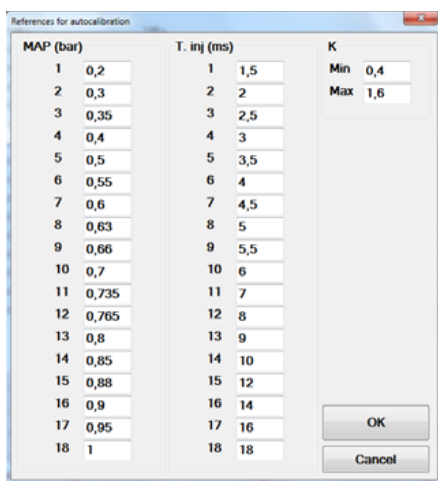 References for autocalibration
MAP (bar) T. inj (ms) K
1 0,2 1 1,5 Min 0,4
2 0,3 2 2 Max 1,6
3 0,35 3 2,5
4 0,4 4 3
5 0,5 5 3,5
6 0,55 6 4
7 0,6 7 4,5
8 0,63 8 5
9 0,66 9 5,5
10 0,7 10 6
11 0,735 11 7
12 0,765 12 8
13 0,8 13 9
14 0,85 14 10
15 0,88 15 12
16 0,9 16 14
17 0,95 17 16 OK
18 1 18 18 Cancel